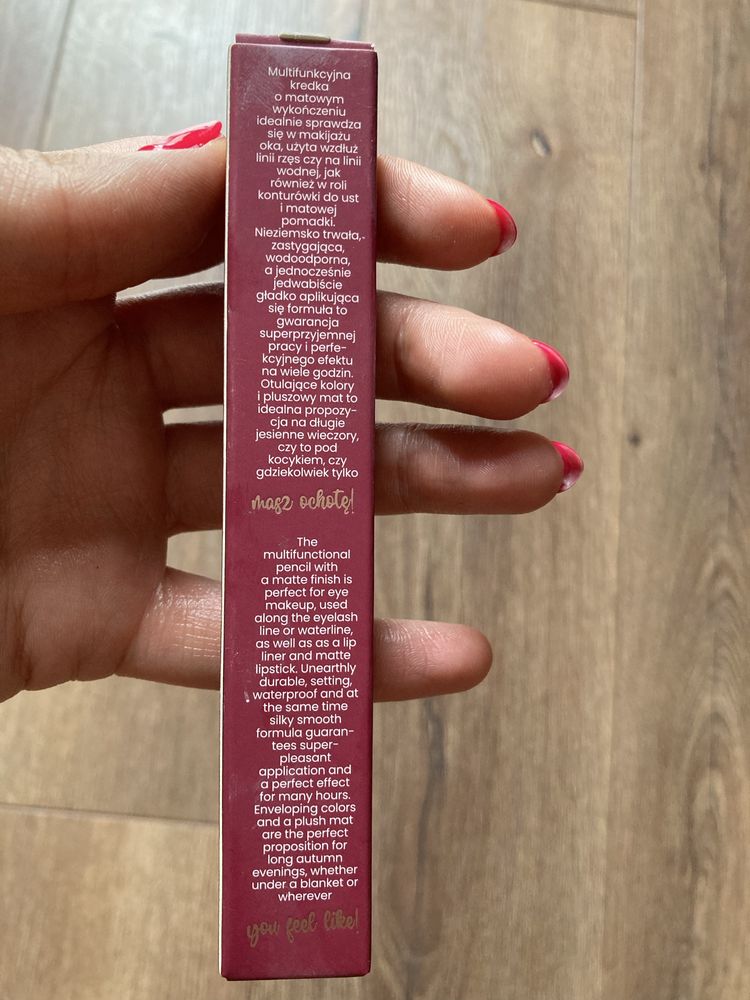 Multifunkcyjna
kredka
o matowym
wykończeniu
idealnie sprawdza
się w makijażu
oka, użyta wzdłuż
linii rzęs czy na linii
wodnej, jak
również w roli
konturówki do ust
i matowej
pomadki.
Nieziemsko trwała,
zastygająca,
wodoodporna,
a jednocześnie
jedwabiście
gładko aplikująca
się formuła to
gwarancja
superprzyjemnej
pracy i perfe-
kcyjnego efektu
na wiele godzin.
Otulające kolory
i pluszowy mat to
idealna propozy-
cja na długie
jesienne wieczory,
czy to pod
kocykiem, czy
gdziekolwiek tylko
masz ochotę!
The
multifunctional
pencil with
a matte finish is
perfect for eye
makeup, used
along the eyelash
line or waterline,
as well as as a lip
liner and matte
lipstick. Unearthly
durable, setting,
waterproof and at
the same time
silky smooth
formula guaran-
tees super-
pleasant
application and
a perfect effect
for many hours.
Enveloping colors
and a plush mat
are the perfect
proposition for
long autumn
evenings, whether
under a blanket or
wherever
you feel like!